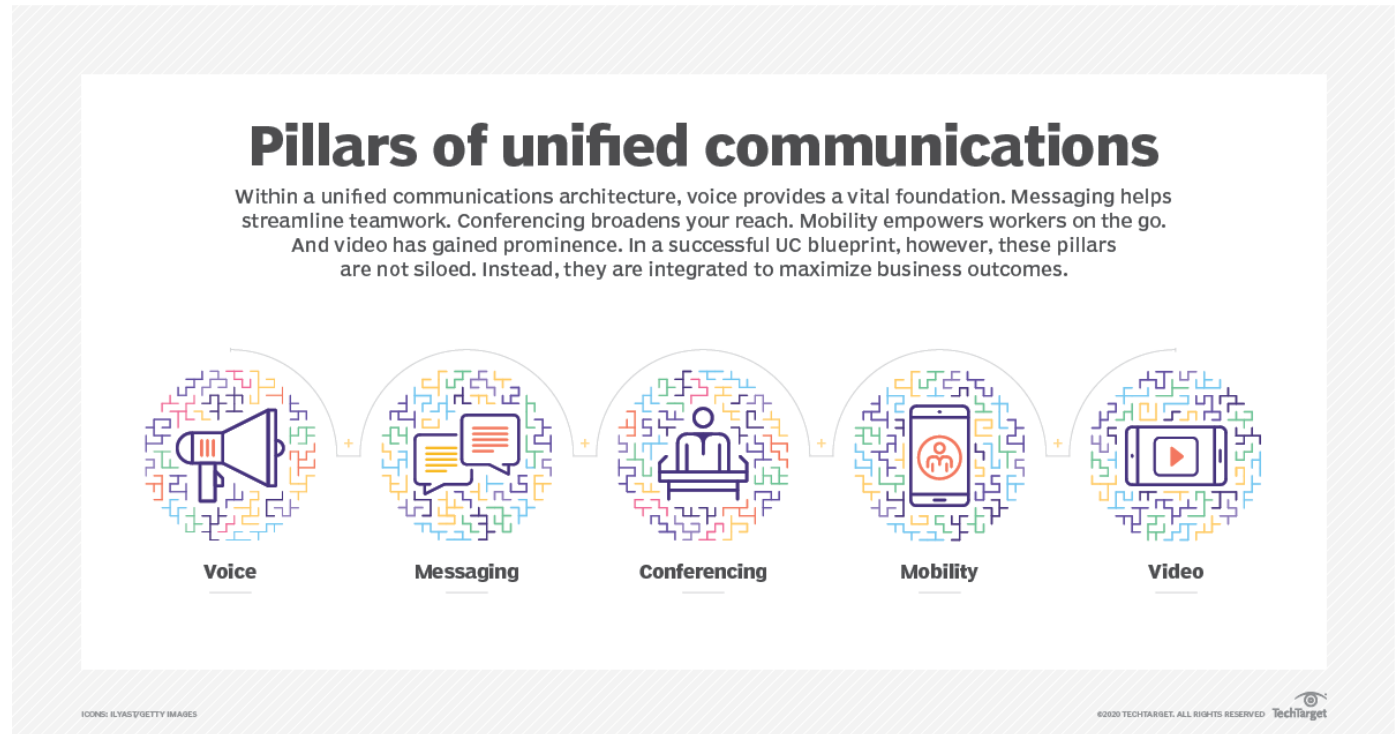 Pillars of unified communications
Within a unified communications architecture, voice provides a vital foundation. Messaging helps
streamline teamwork. Conferencing broadens your reach. Mobility empowers workers on the go.
And video has gained prominence. In a successful UC blueprint, however, these pillars
are not siloed. Instead, they are integrated to maximize business outcomes.
+ + + +
Voice
Messaging
Conferencing
Mobility
Video
ICONS: ILYAST/GETTY IMAGES
©2020 TECHTARGET. ALL RIGHTS RESERVED TechTarget